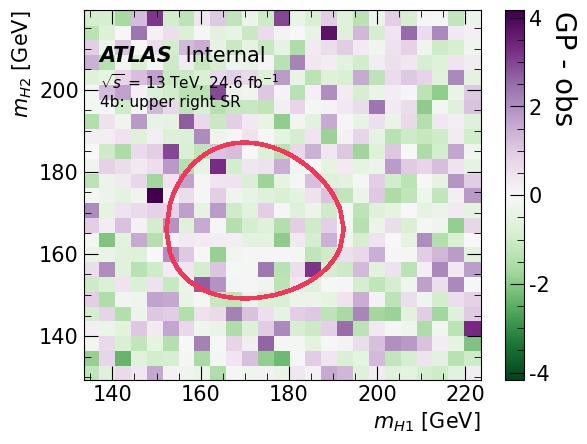 ATLAS Internal
√s = 13 TeV, 24.6 fb⁻¹
4b: upper right SR
m_H2 [GeV]
200
180
160
140
140 160 180 200 220
m_H1 [GeV]
4
2
0
-2
-4
GP - obs